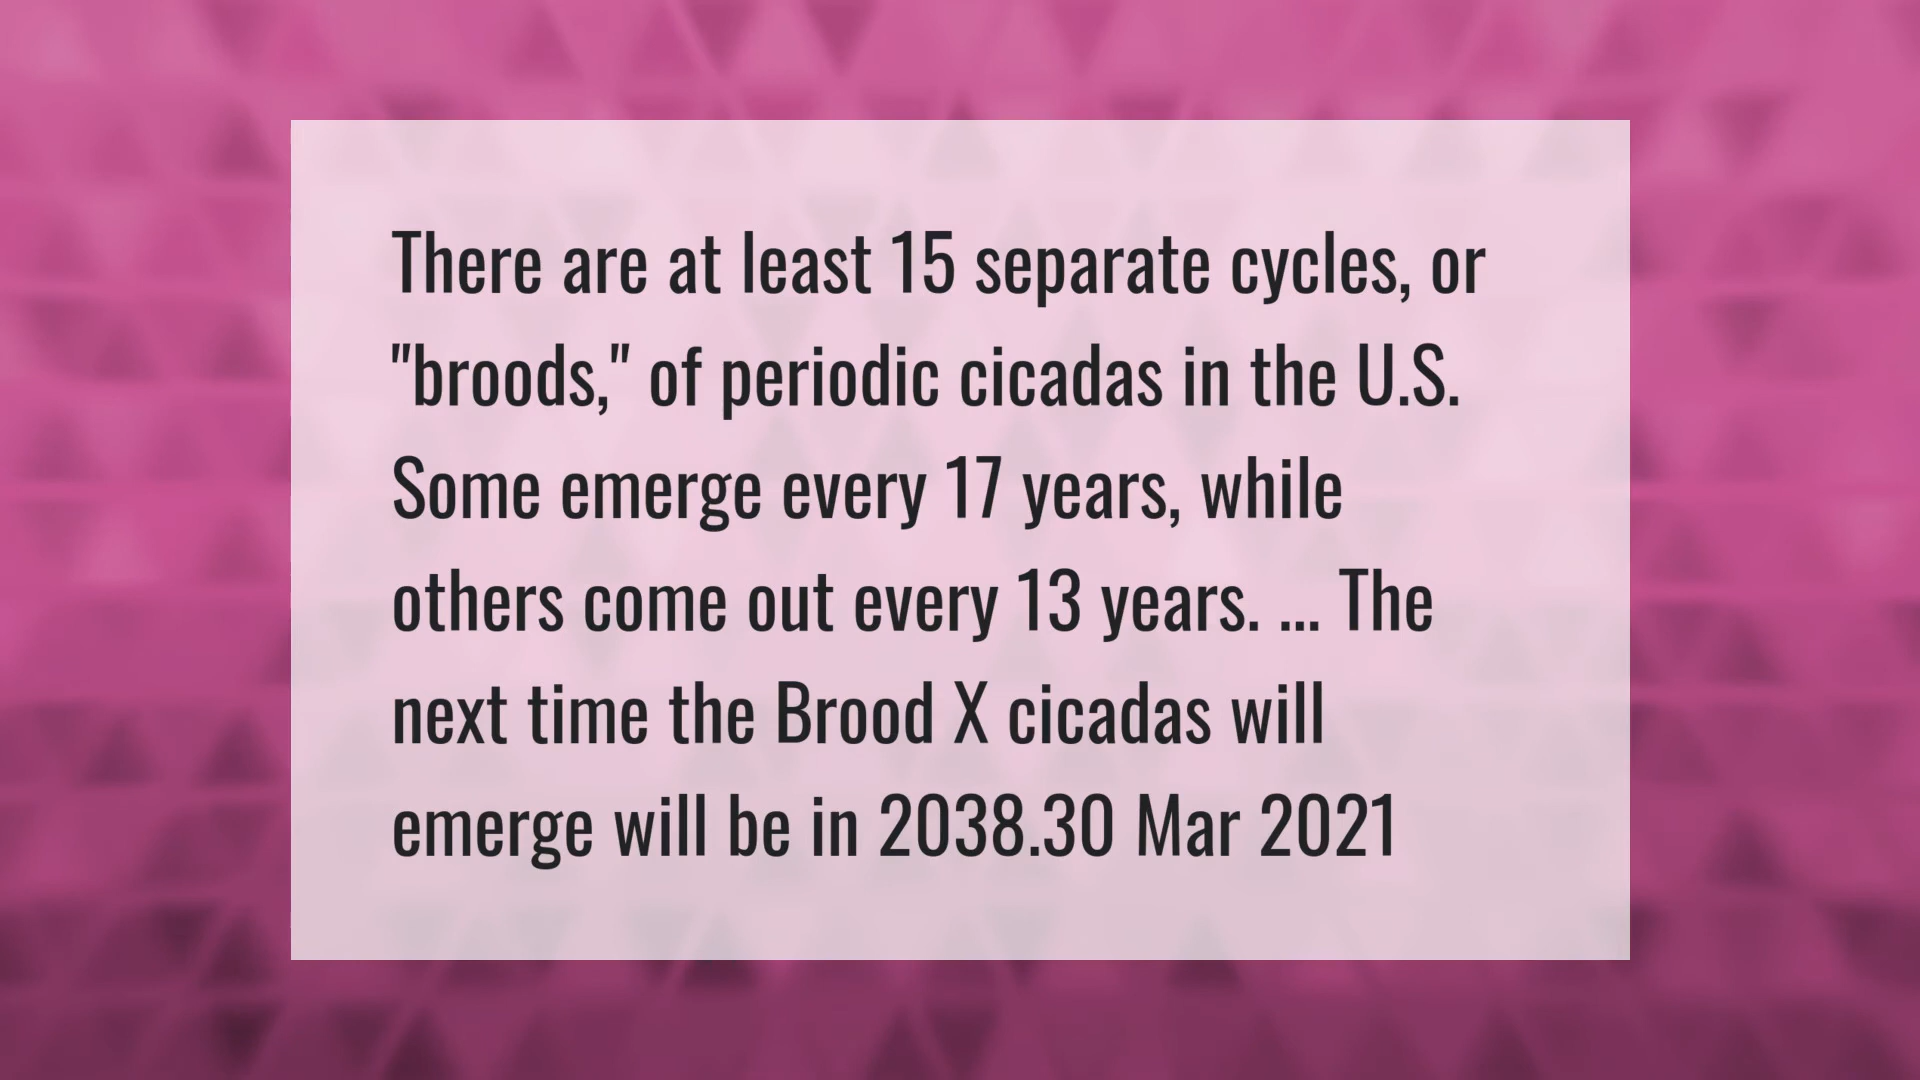 There are at least 15 separate cycles, or
"broods," of periodic cicadas in the U.S.
Some emerge every 17 years, while
others come out every 13 years. ... The
next time the Brood X cicadas will
emerge will be in 2038.30 Mar 2021